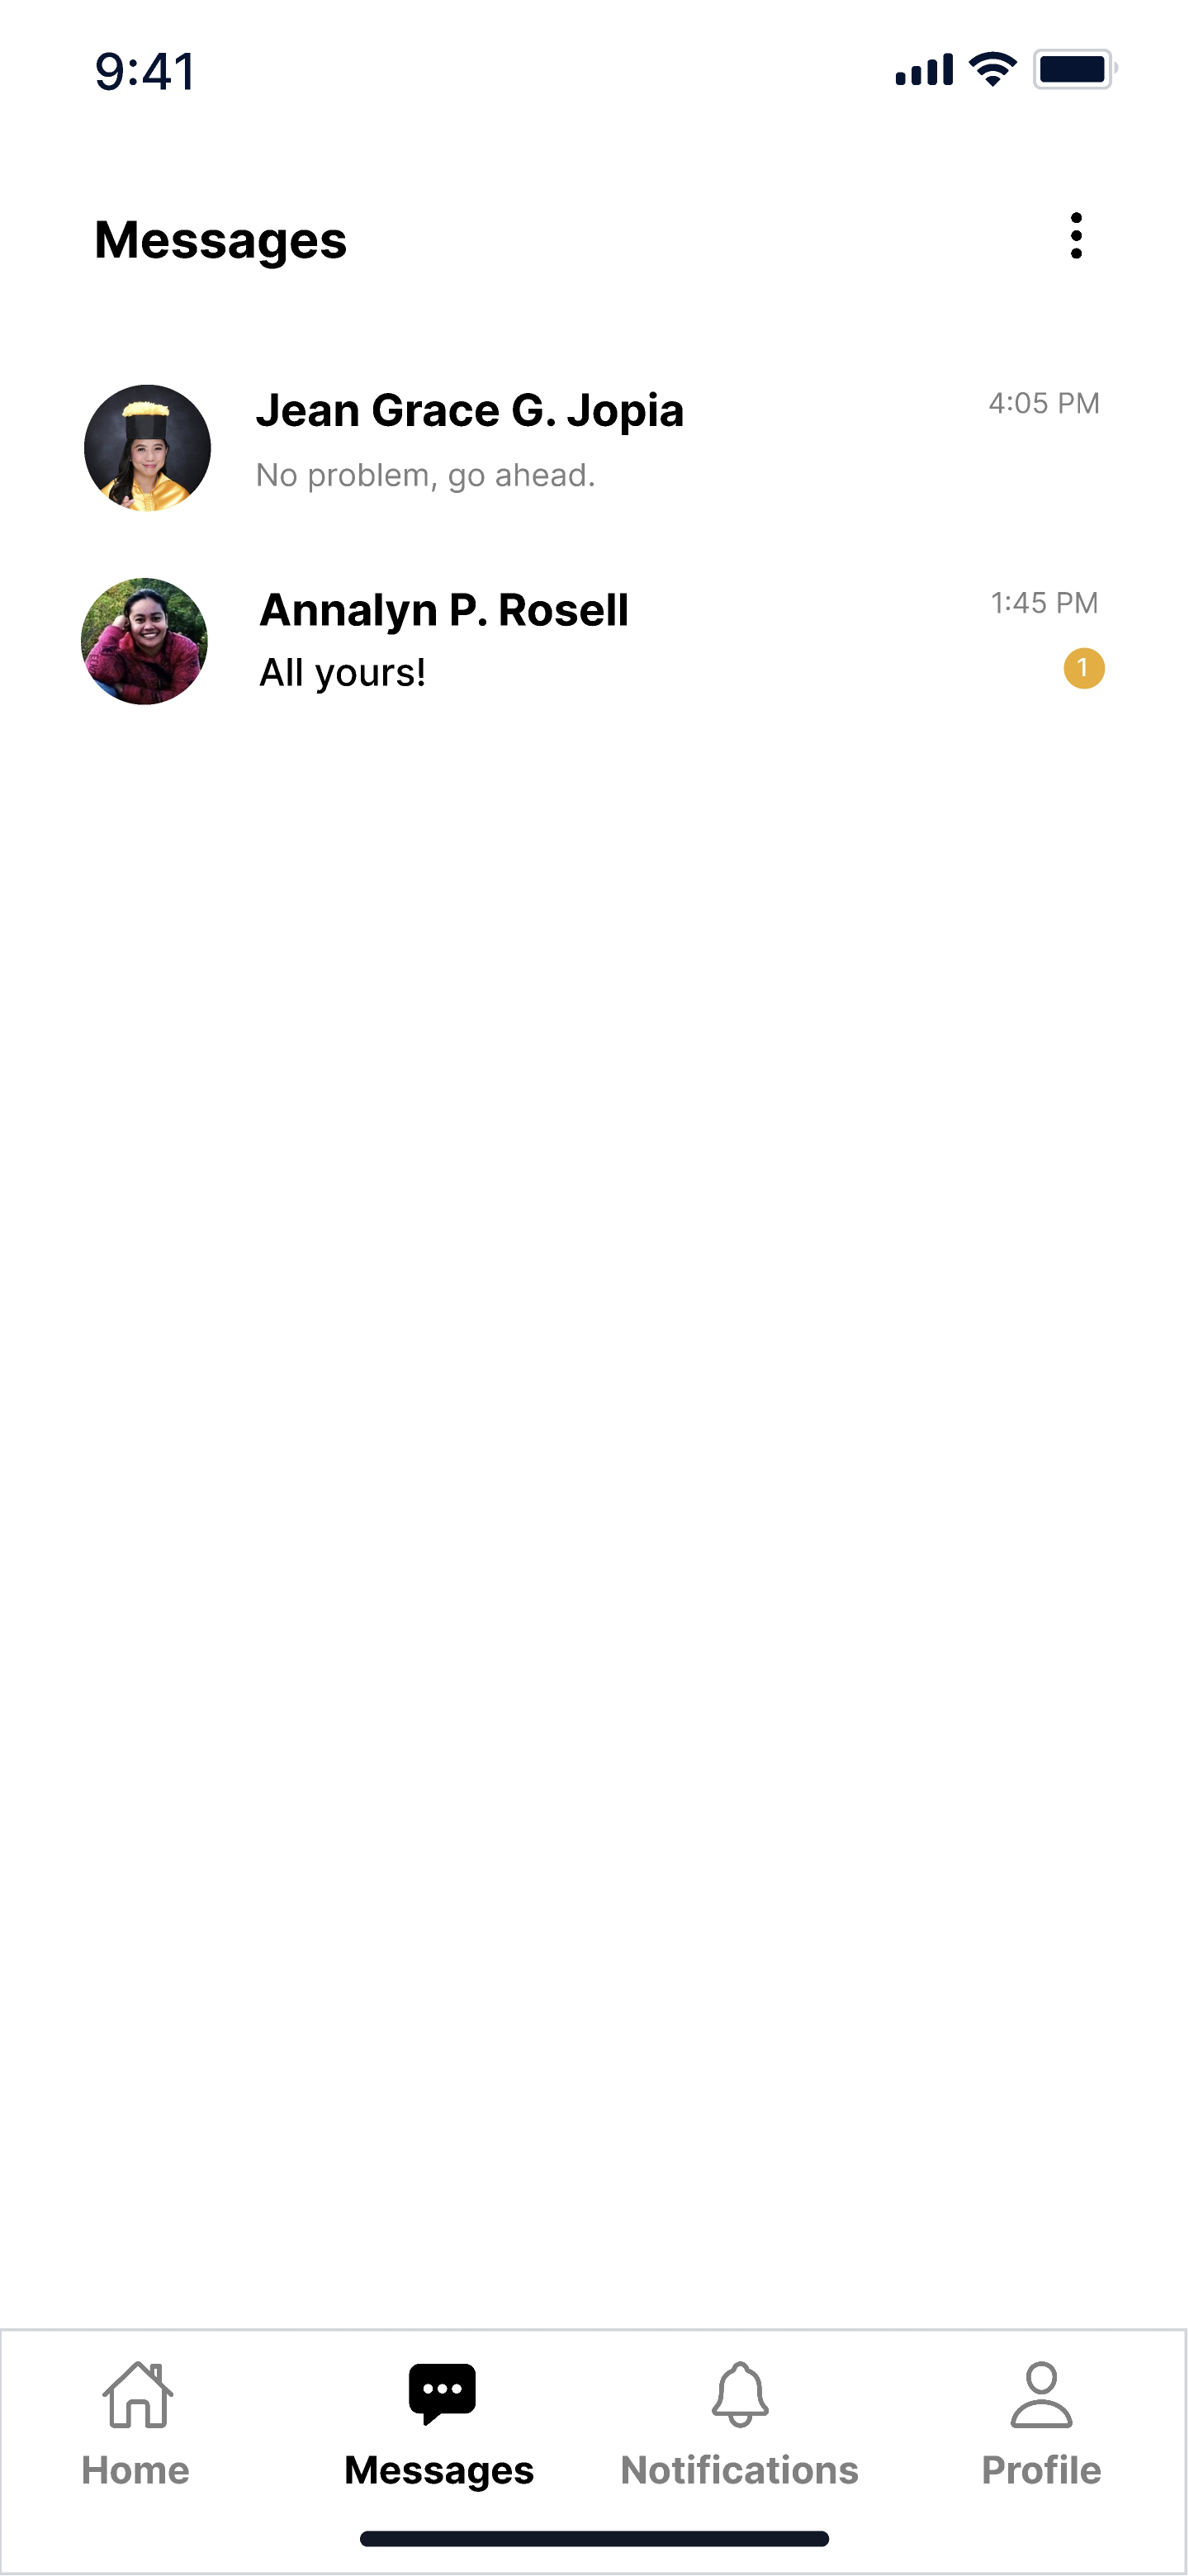 9:41
Messages
Jean Grace G. Jopia
4:05 PM
No problem, go ahead.
Annalyn P. Rosell
1:45 PM
All yours!
1
Home
Messages
Notifications
Profile